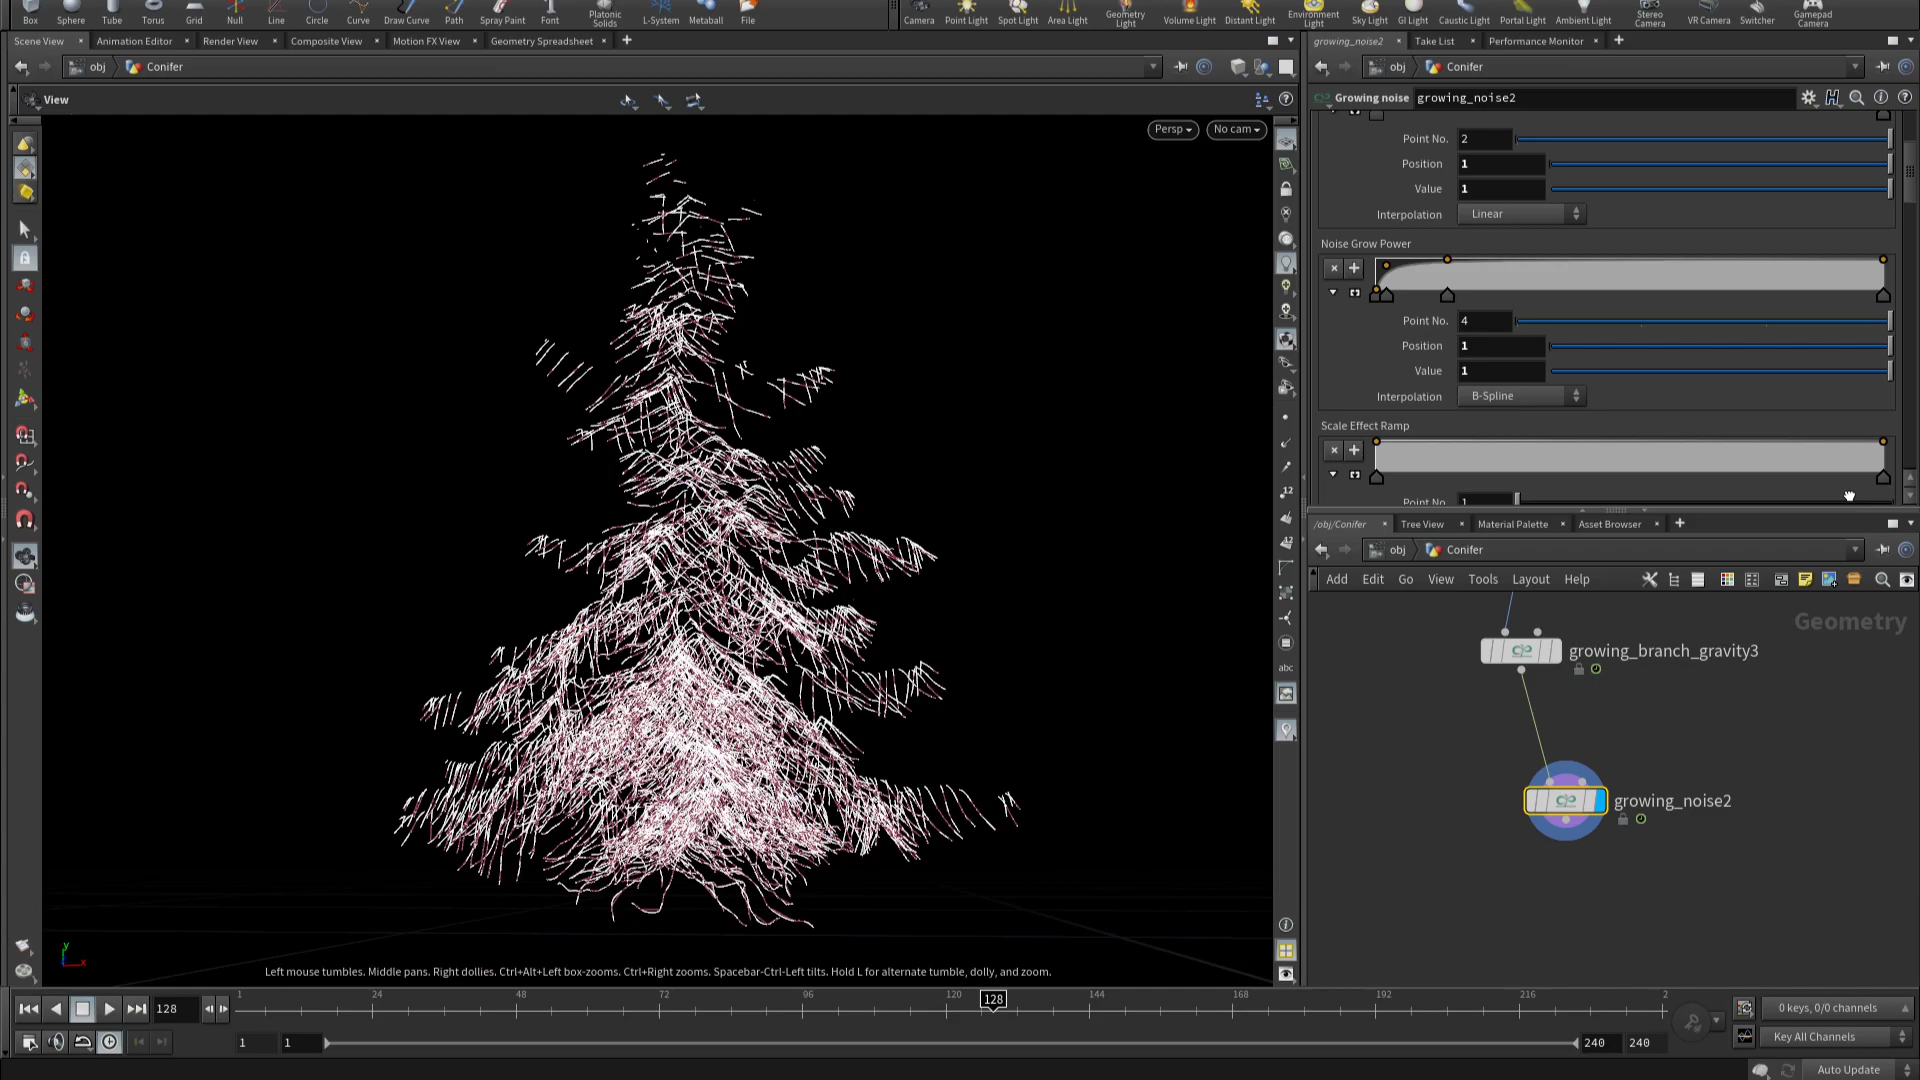 Box Sphere Tube Torus Grid Null Line Circle Curve Draw Curve Path Spray Paint Font Platonic Solids L-System Metaball File
Camera Point Light Spot Light Area Light Geometry Light Volume Light Distant Light Environment Light Sky Light GI Light Caustic Light Portal Light Ambient Light Stereo Camera VR Camera Switcher Gamepad Camera
Scene View Animation Editor Render View Composite View Motion FX View Geometry Spreadsheet
growing_noise2 Take List Performance Monitor
obj Conifer
obj Conifer
View
Growing noise growing_noise2
Persp No cam
Point No. 2
Position 1
Value 1
Interpolation Linear
Noise Grow Power
Point No. 4
Position 1
Value 1
Interpolation B-Spline
Scale Effect Ramp
Point No. 1
/obj/Conifer Tree View Material Palette Asset Browser
obj Conifer
Add Edit Go View Tools Layout Help
Geometry
growing_branch_gravity3
growing_noise2
12
12
abc
y
x
Left mouse tumbles. Middle pans. Right dollies. Ctrl+Alt+Left box-zooms. Ctrl+Right zooms. Spacebar-Ctrl-Left tilts. Hold L for alternate tumble, dolly, and zoom.
128
1 24 48 72 96 120 128 144 168 192 216 2
0 keys, 0/0 channels
1 1 240 240
Key All Channels
Auto Update